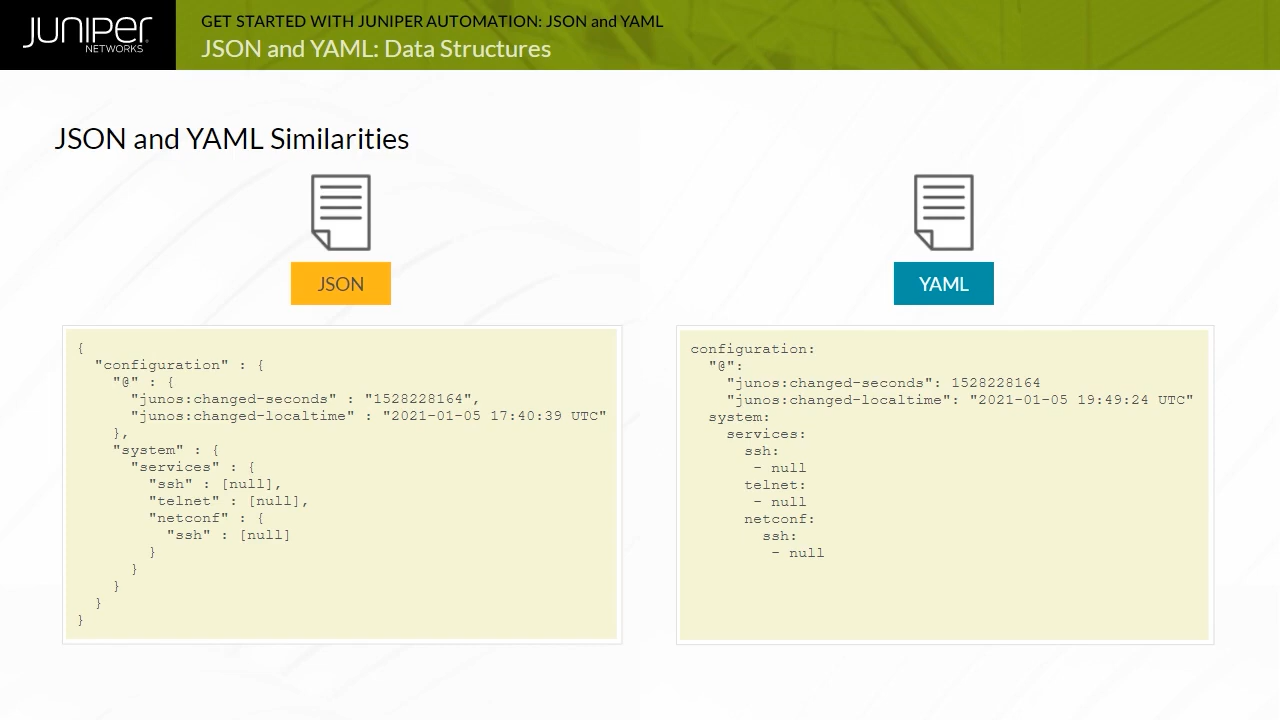 JUNIPER
NETWORKS
GET STARTED WITH JUNIPER AUTOMATION: JSON and YAML
JSON and YAML: Data Structures
JSON and YAML Similarities
JSON
{
  "configuration" : {
    "@" : {
      "junos:changed-seconds" : "1528228164",
      "junos:changed-localtime" : "2021-01-05 17:40:39 UTC"
    },
    "system" : {
      "services" : {
        "ssh" : [null],
        "telnet" : [null],
        "netconf" : {
          "ssh" : [null]
        }
      }
    }
  }
}
YAML
configuration:
  "@":
    "junos:changed-seconds": 1528228164
    "junos:changed-localtime": "2021-01-05 19:49:24 UTC"
  system:
    services:
      ssh:
       - null
      telnet:
       - null
      netconf:
        ssh:
         - null